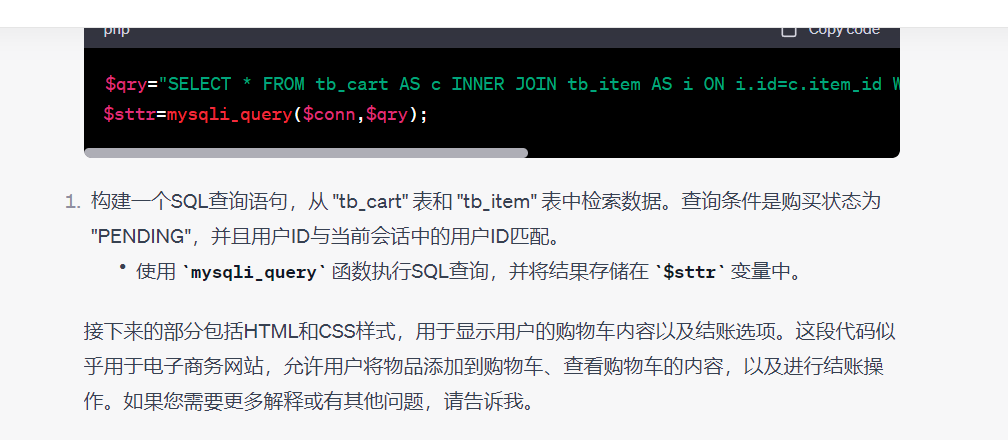 php Copy code
$qry="SELECT * FROM tb_cart AS c INNER JOIN tb_item AS i ON i.id=c.item_id
$sttr=mysqli_query($conn,$qry);
1. 构建一个SQL查询语句，从 "tb_cart" 表和 "tb_item" 表中检索数据。查询条件是购买状态为
"PENDING"，并且用户ID与当前会话中的用户ID匹配。
• 使用 `mysqli_query` 函数执行SQL查询，并将结果存储在 `$sttr` 变量中。
接下来的部分包括HTML和CSS样式，用于显示用户的购物车内容以及结账选项。这段代码似
乎用于电子商务网站，允许用户将物品添加到购物车、查看购物车的内容，以及进行结账操
作。如果您需要更多解释或有其他问题，请告诉我。